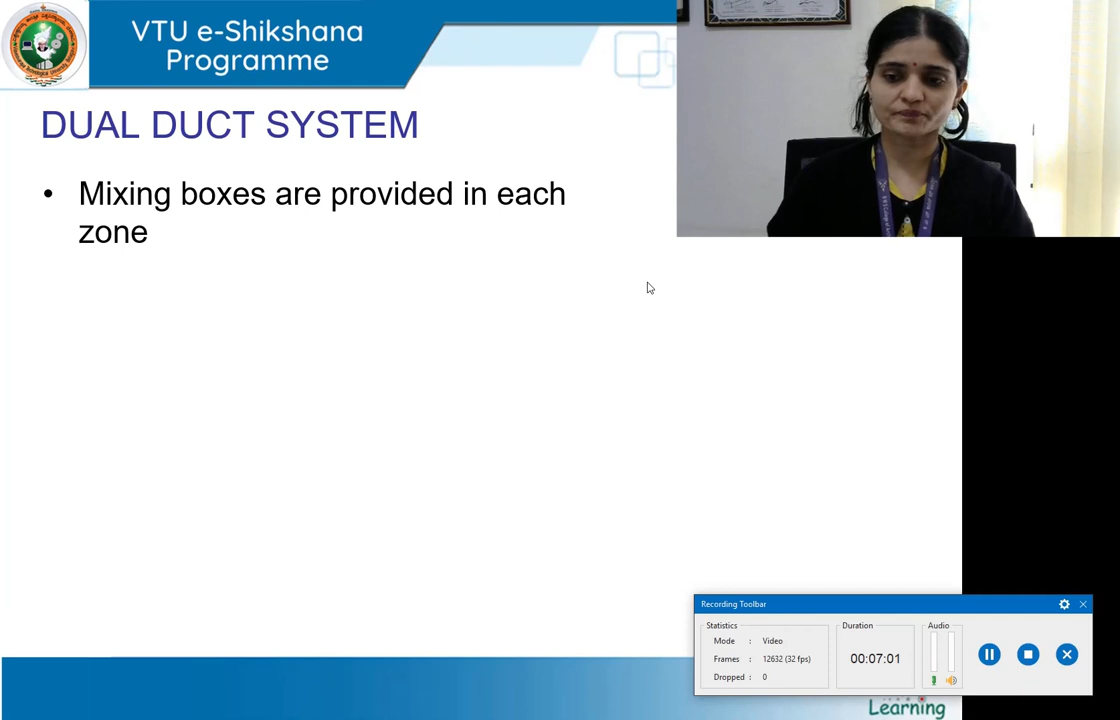 VTU e-Shikshana
Programme
DUAL DUCT SYSTEM
• Mixing boxes are provided in each
zone
Recording Toolbar
Statistics
Mode : Video
Frames : 12632 (32 fps)
Dropped : 0
Duration
00:07:01
Audio
Learning